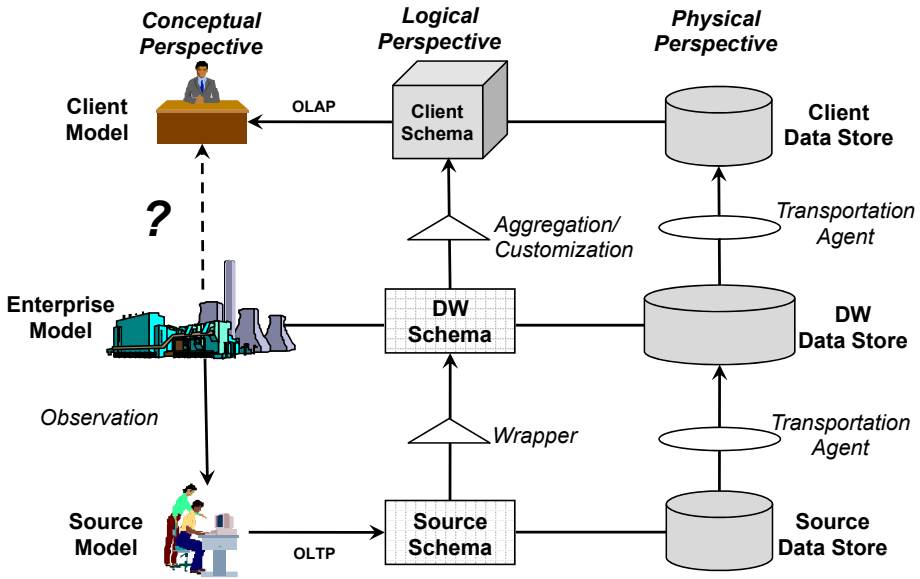 Conceptual
Perspective
Logical
Perspective
Physical
Perspective
Client
Model
OLAP
Client
Schema
Client
Data Store
?
Aggregation/
Customization
Transportation
Agent
Enterprise
Model
DW
Schema
DW
Data Store
Observation
Wrapper
Transportation
Agent
Source
Model
OLTP
Source
Schema
Source
Data Store